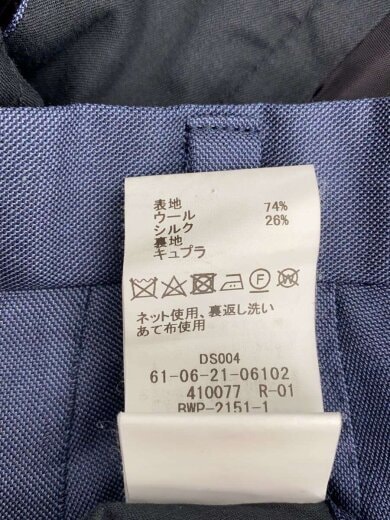 表地
ウール 74%
シルク 26%
裏地
キュプラ
ネット使用、裏返し洗い
あて布使用
DS004
61-06-21-06102
410077 R-01
BWP-2151-1